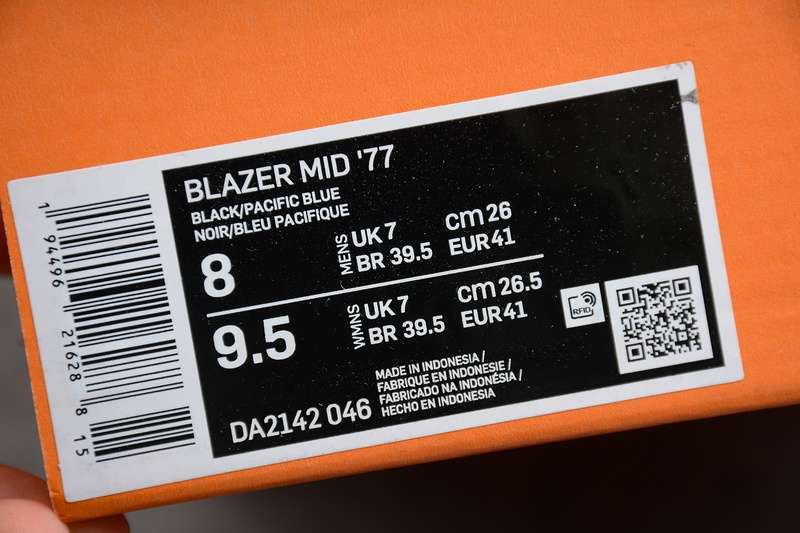 BLAZER MID '77
BLACK/PACIFIC BLUE
NOIR/BLEU PACIFIQUE
8
MENS
UK 7 cm 26
BR 39.5 EUR 41
9.5
WMNS
UK 7 cm 26.5
BR 39.5 EUR 41
RFID
DA2142 046
MADE IN INDONESIA /
FABRIQUE EN INDONESIE /
FABRICADO NA INDONÉSIA /
HECHO EN INDONESIA
1 94496 21628 8 15